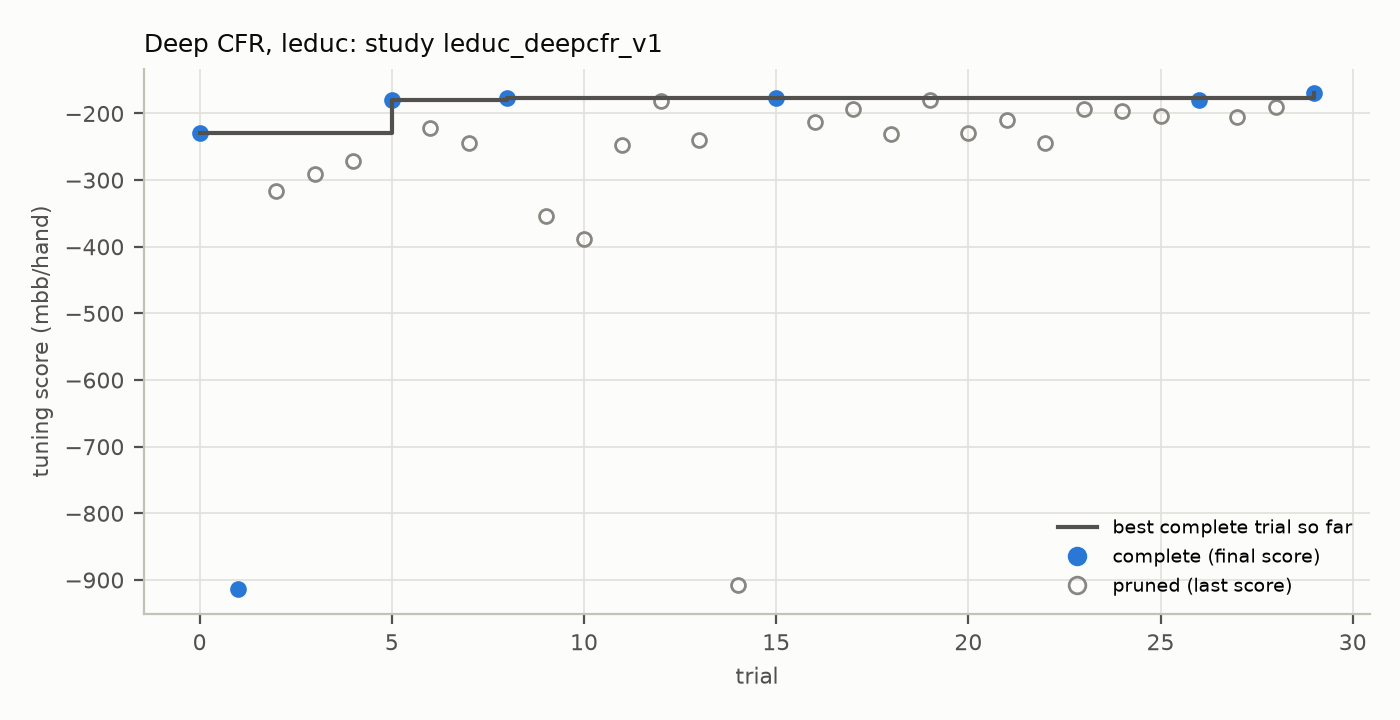 Deep CFR, leduc: study leduc_deepcfr_v1
tuning score (mbb/hand)
−200
−300
−400
−500
−600
−700
−800
−900
best complete trial so far
complete (final score)
pruned (last score)
0 5 10 15 20 25 30
trial